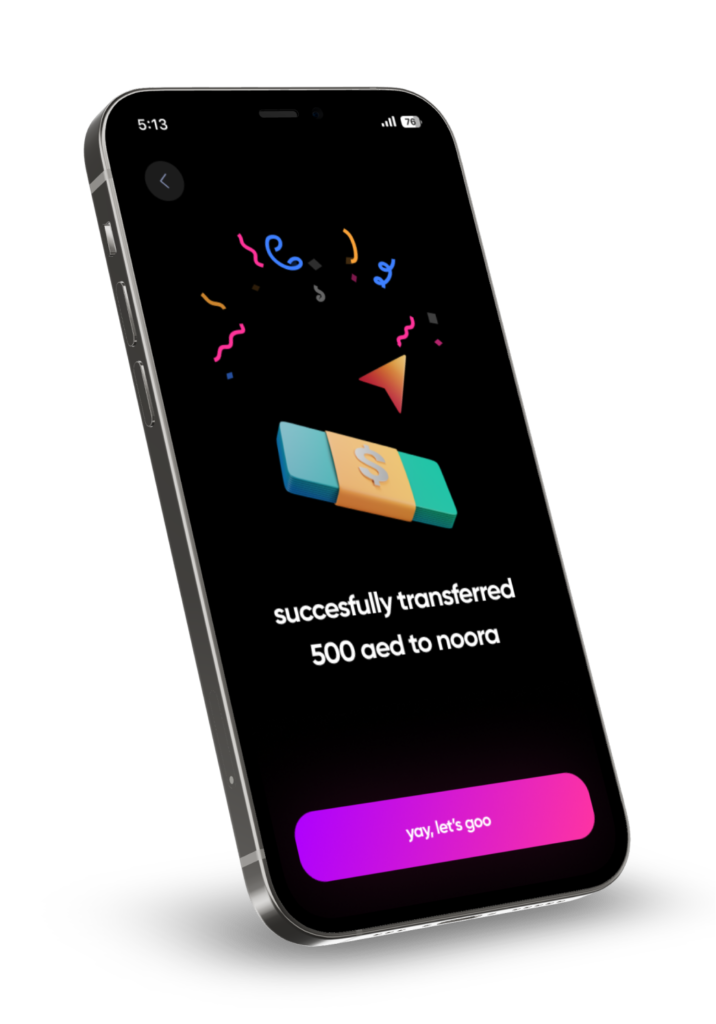 5:13
76
$
succesfully transferred
500 aed to noora
yay, let's goo